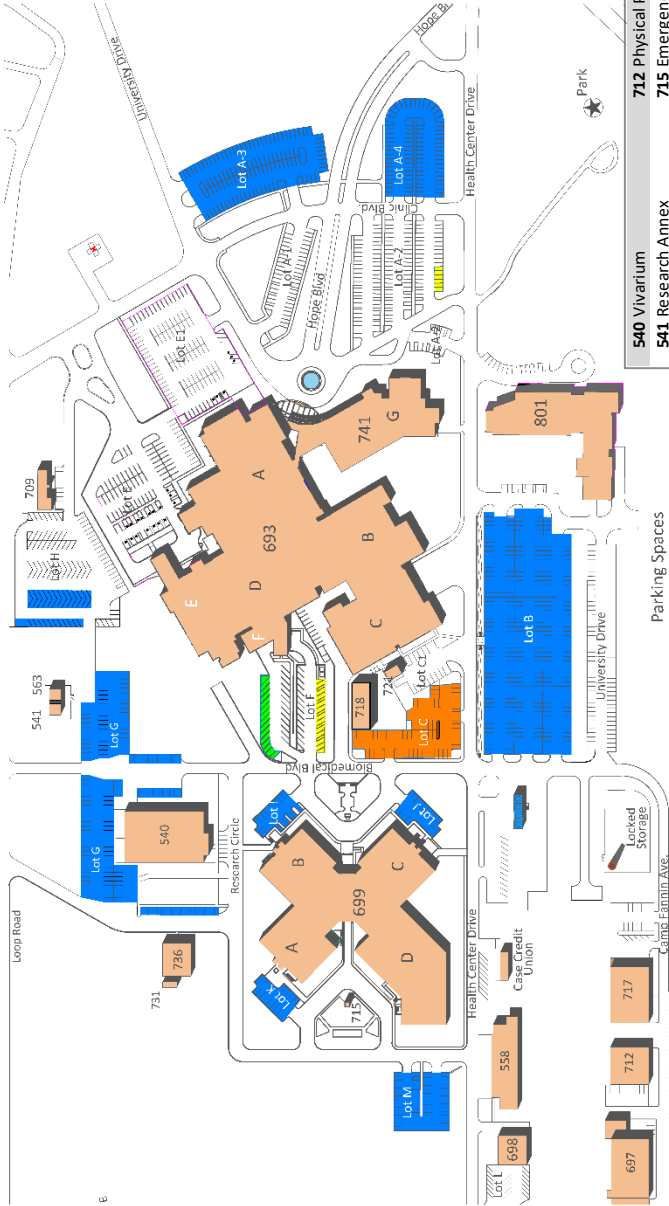 University Drive
Hope Blvd
Lot A-3
Lot A-4
Clinic Blvd.
Health Center Drive
Park
Lot A-1
Hope Blvd
Lot A-2
Lot E1
709
Lot H
E
A
693
D
F
B
C
741
G
801
541
563
Lot G
Lot F
718
Lot C
Lot C1
Lot B
University Drive
Parking Spaces
Biomedical Blvd
Lot G
540
Research Circle
Lot J
B
C
699
A
D
Lot K
715
Loop Road
736
731
Health Center Drive
Case Credit
Union
Locked
Storage
Camp Fannin Ave.
Lot M
558
698
Lot L
717
712
697
540 Vivarium
712 Physical
541 Research Annex
715